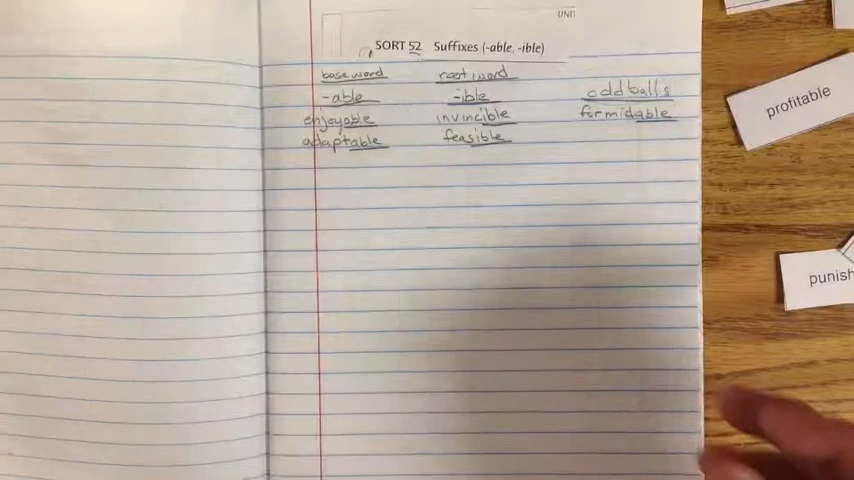 UNIT
SORT 52 Suffixes (-able, -ible)
base word root word
-able -ible oddballs
enjoyable invincible formidable
adaptable feasible
profitable
punish